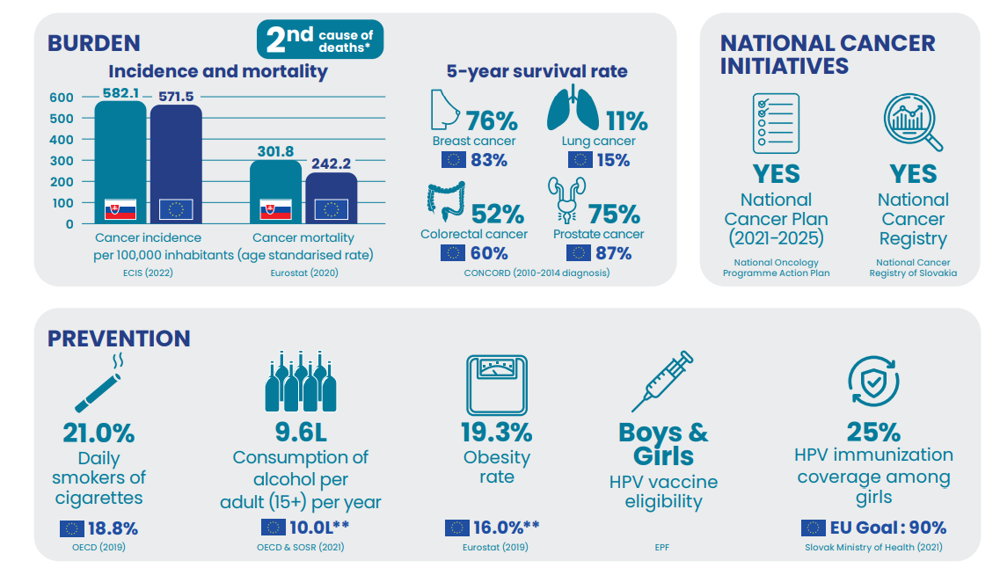 BURDEN
2nd cause of
deaths*
Incidence and mortality
600
500
400
300
200
100
0
582.1
571.5
301.8
242.2
Cancer incidence
Cancer mortality
per 100,000 inhabitants (age standarised rate)
ECIS (2022)
Eurostat (2020)
5-year survival rate
76%
Breast cancer
83%
11%
Lung cancer
15%
52%
Colorectal cancer
60%
75%
Prostate cancer
87%
CONCORD (2010-2014 diagnosis)
NATIONAL CANCER
INITIATIVES
YES
National
Cancer Plan
(2021-2025)
National Oncology
Programme Action Plan
YES
National
Cancer
Registry
National Cancer
Registry of Slovakia
PREVENTION
21.0%
Daily
smokers of
cigarettes
18.8%
OECD (2019)
9.6L
Consumption of
alcohol per
adult (15+) per year
10.0L**
OECD & SOSR (2021)
19.3%
Obesity
rate
16.0%**
Eurostat (2019)
Boys &
Girls
HPV vaccine
eligibility
EPF
25%
HPV immunization
coverage among
girls
EU Goal : 90%
Slovak Ministry of Health (2021)